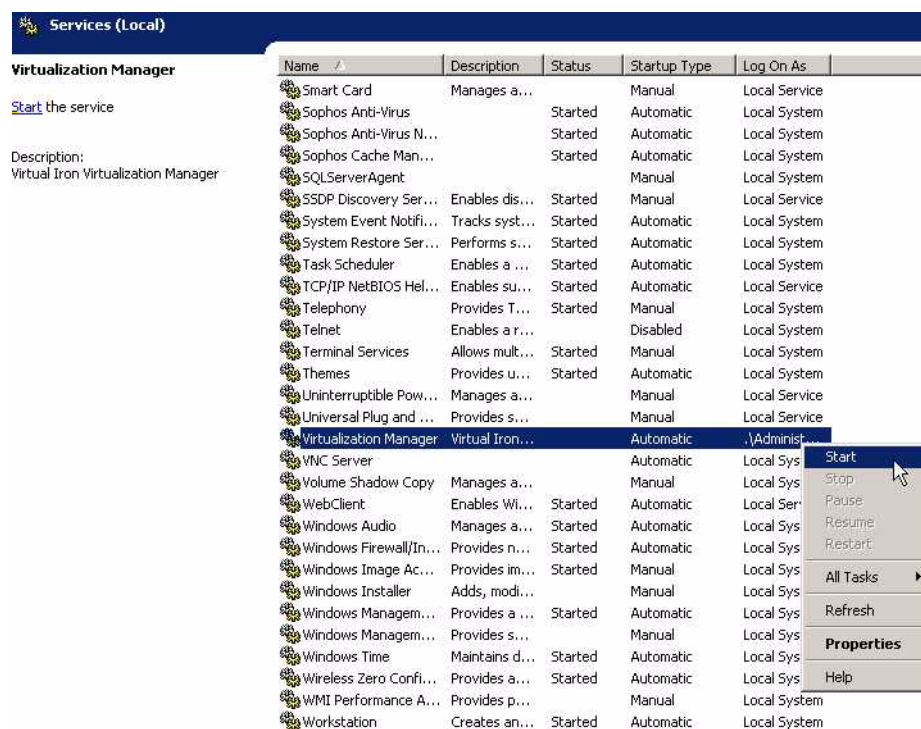 Services (Local)
Virtualization Manager
Start the service
Description:
Virtual Iron Virtualization Manager
Name Description Status Startup Type Log On As
Smart Card Manages a... Manual Local Service
Sophos Anti-Virus Started Automatic Local System
Sophos Anti-Virus N... Started Automatic Local System
Sophos Cache Man... Started Automatic Local System
SQLServerAgent Manual Local System
SSDP Discovery Ser... Enables dis... Started Manual Local Service
System Event Notifi... Tracks syst... Started Automatic Local System
System Restore Ser... Performs s... Started Automatic Local System
Task Scheduler Enables a ... Started Automatic Local System
TCP/IP NetBIOS Hel... Enables su... Started Automatic Local Service
Telephony Provides T... Started Manual Local System
Telnet Enables a r... Disabled Local System
Terminal Services Allows mult... Started Manual Local System
Themes Provides u... Started Automatic Local System
Uninterruptible Pow... Manages a... Manual Local Service
Universal Plug and ... Provides s... Manual Local Service
Virtualization Manager Virtual Iron... Automatic .\Administ...
VNC Server Automatic Local Sys
Volume Shadow Copy Manages a... Manual Local Sys
WebClient Enables Wi... Started Automatic Local Ser
Windows Audio Manages a... Started Automatic Local Sys
Windows Firewall/In... Provides n... Started Automatic Local Sys
Windows Image Ac... Provides im... Started Manual Local Sys
Windows Installer Adds, modi... Manual Local Sys
Windows Managem... Provides a ... Started Automatic Local Sys
Windows Managem... Provides s... Manual Local Sys
Windows Time Maintains d... Started Automatic Local Sys
Wireless Zero Confi... Provides a... Started Automatic Local Sys
WMI Performance A... Provides p... Manual Local System
Workstation Creates an... Started Automatic Local System
Start
Stop
Pause
Resume
Restart
All Tasks
Refresh
Properties
Help